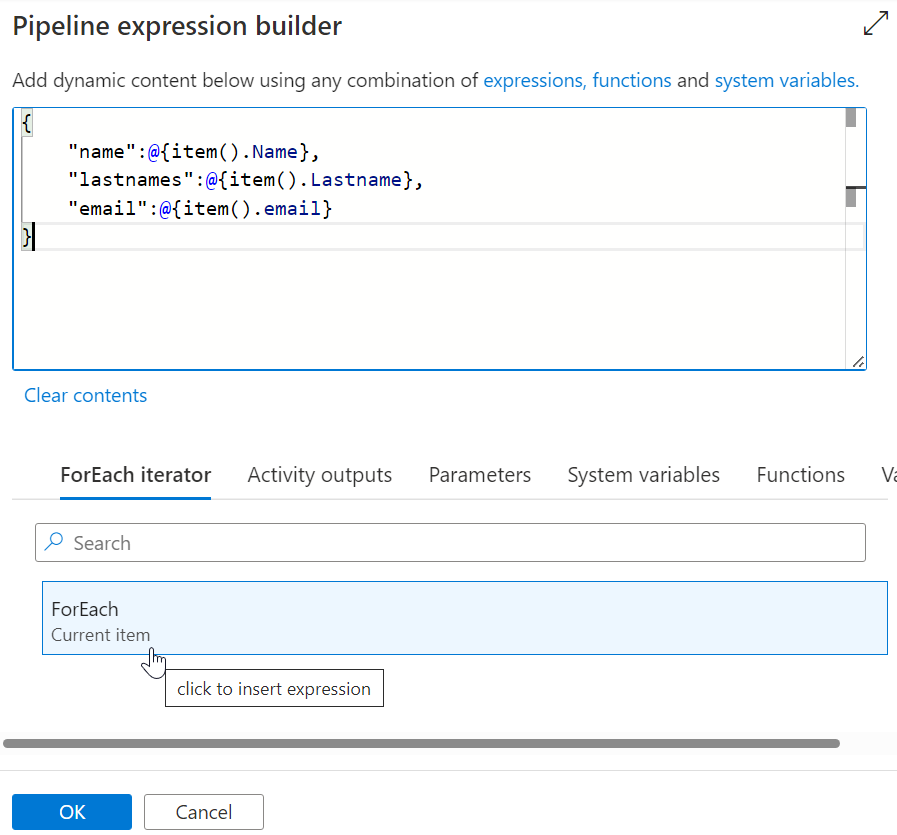 Pipeline expression builder
Add dynamic content below using any combination of expressions, functions and system variables.
{
    "name":@{item().Name},
    "lastnames":@{item().Lastname},
    "email":@{item().email}
}
Clear contents
ForEach iterator Activity outputs Parameters System variables Functions
Search
ForEach
Current item
click to insert expression
OK Cancel